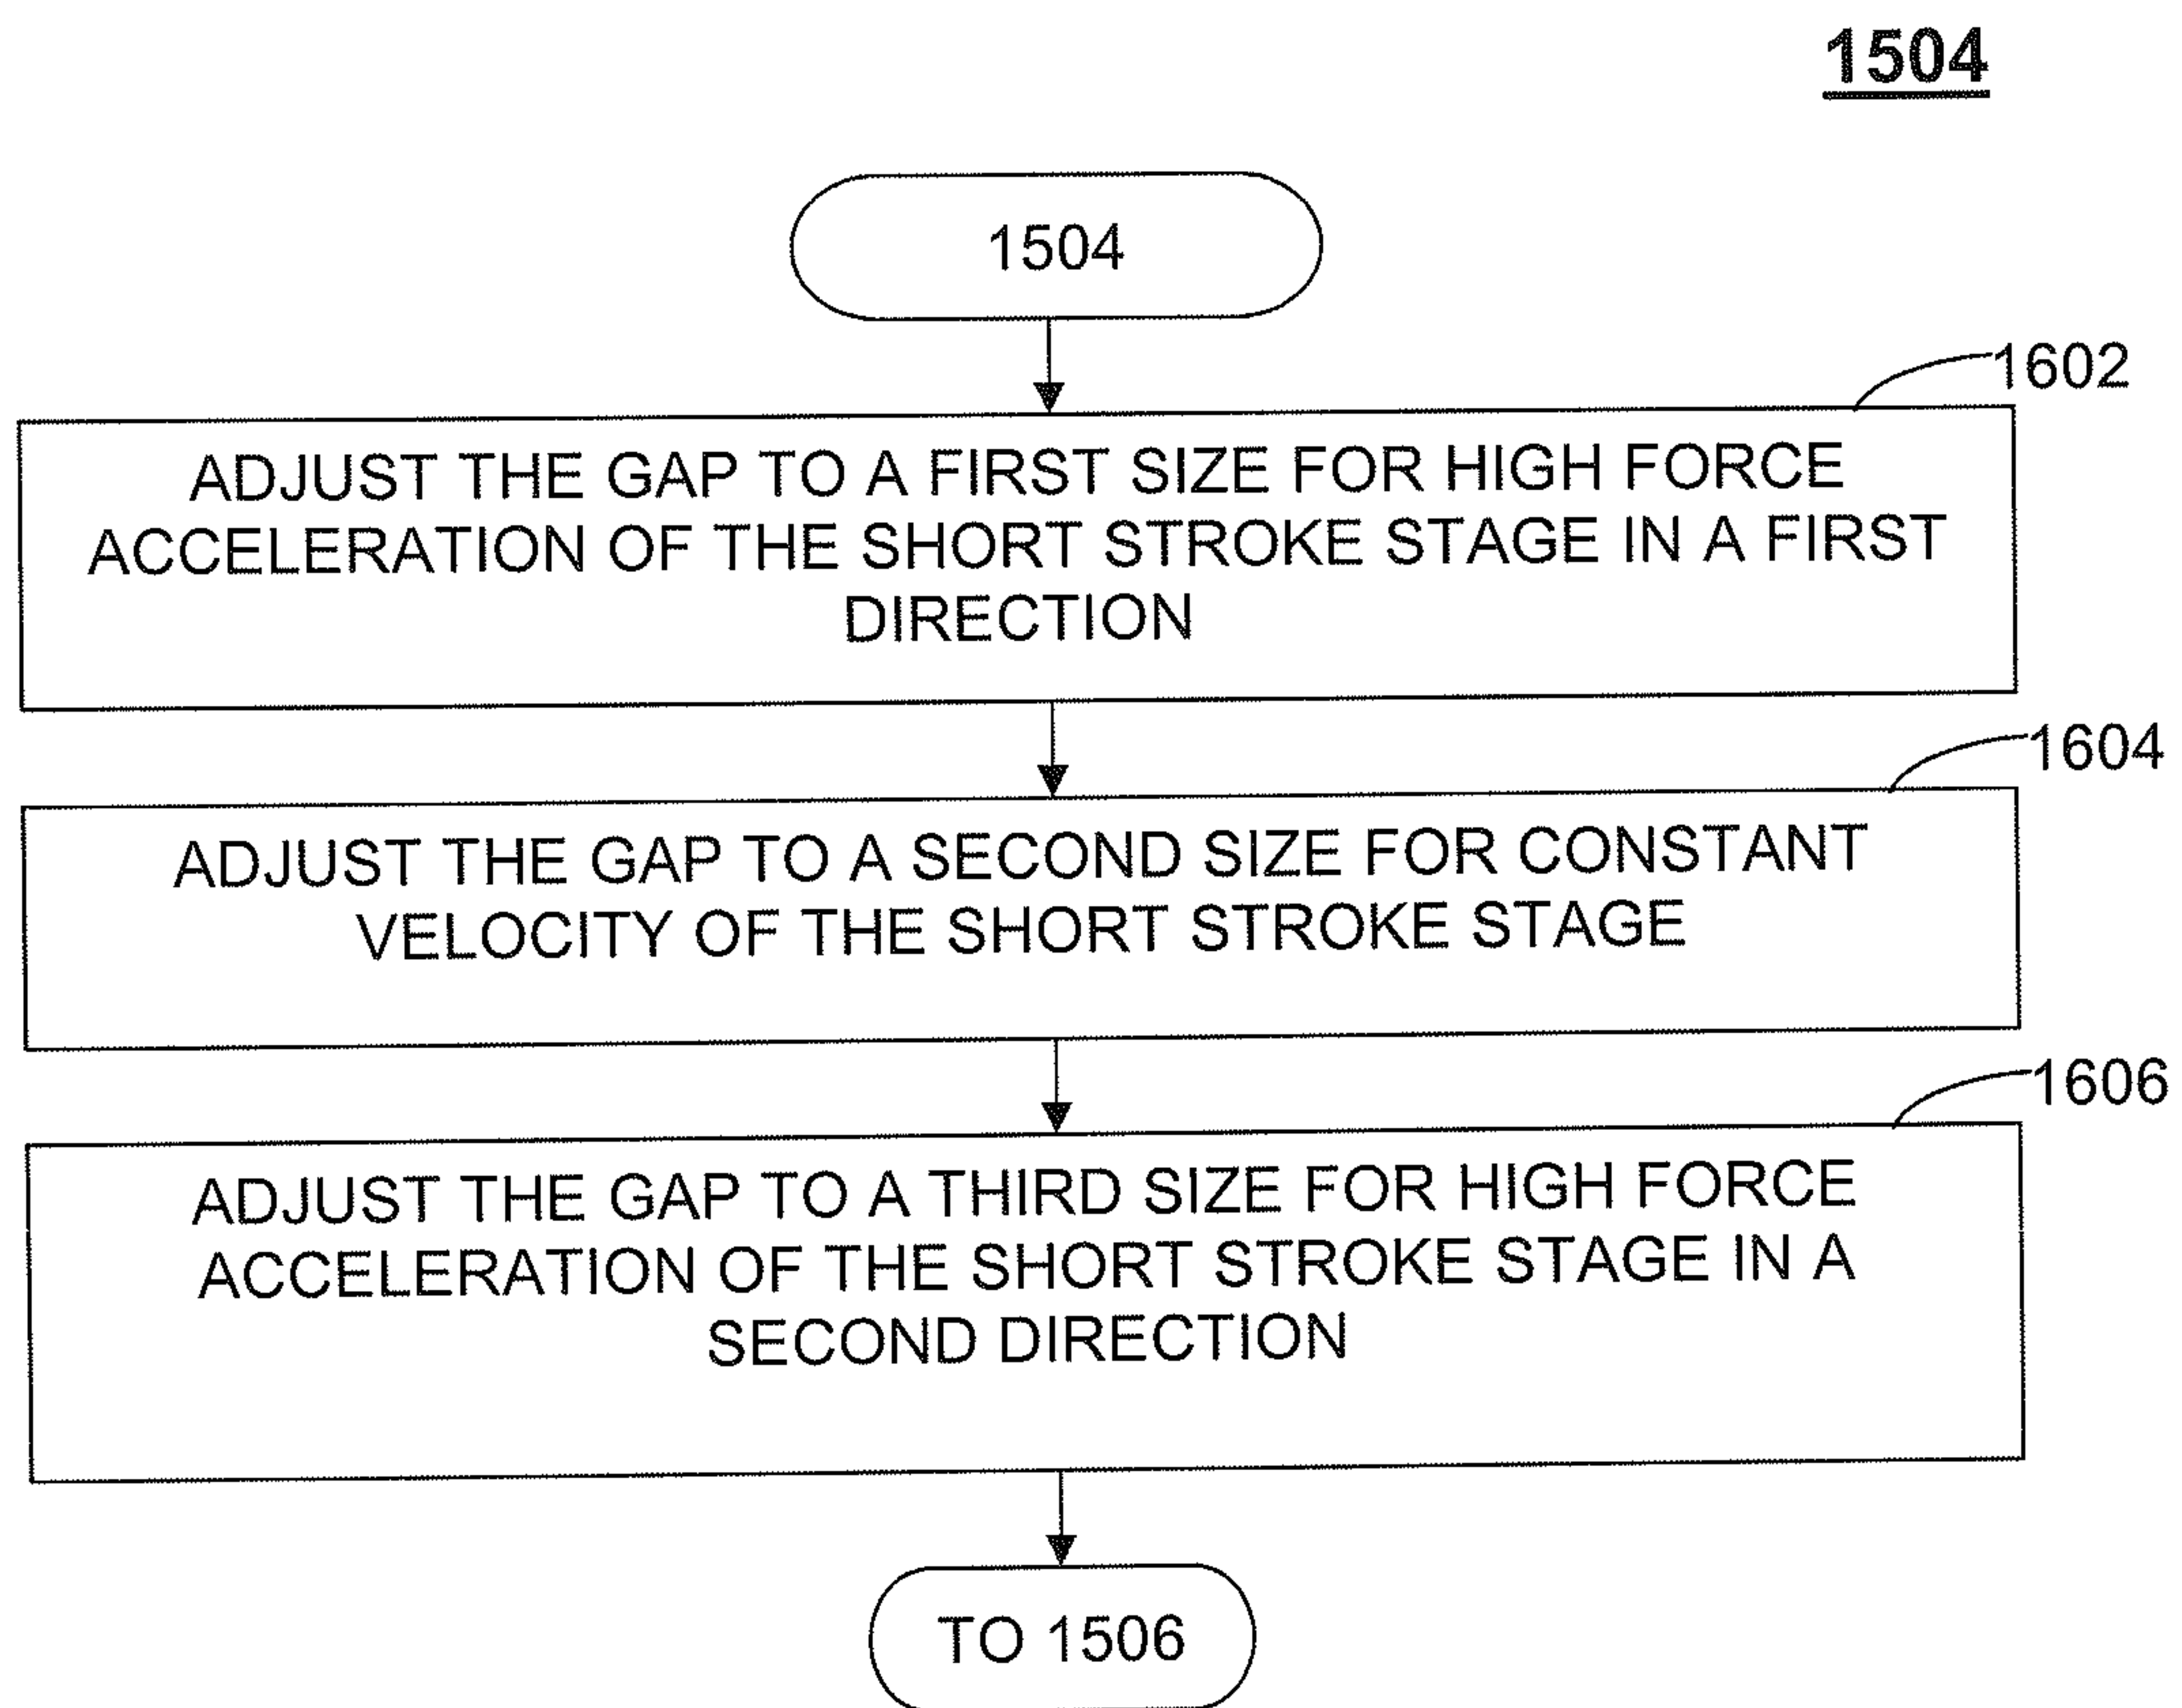 1504
1504
1602
ADJUST THE GAP TO A FIRST SIZE FOR HIGH FORCE
ACCELERATION OF THE SHORT STROKE STAGE IN A FIRST
DIRECTION
1604
ADJUST THE GAP TO A SECOND SIZE FOR CONSTANT
VELOCITY OF THE SHORT STROKE STAGE
1606
ADJUST THE GAP TO A THIRD SIZE FOR HIGH FORCE
ACCELERATION OF THE SHORT STROKE STAGE IN A
SECOND DIRECTION
TO 1506